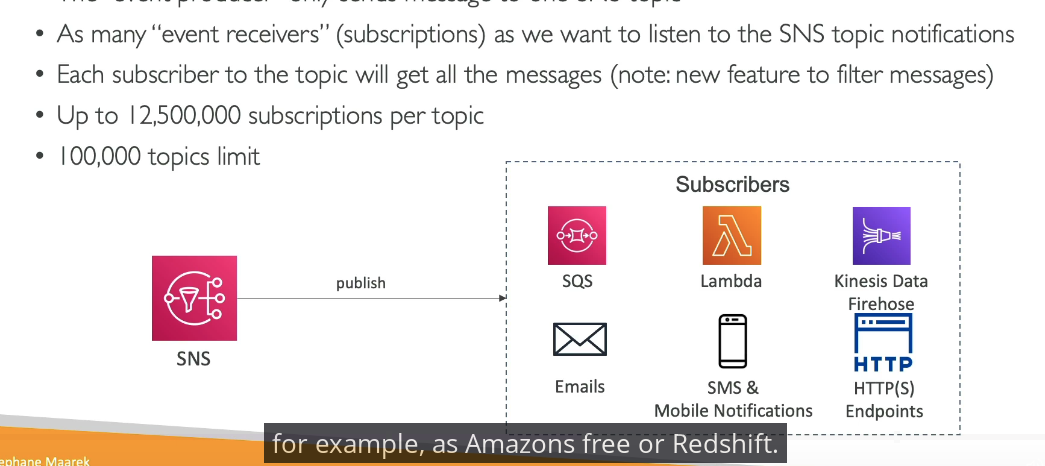 • As many “event receivers” (subscriptions) as we want to listen to the SNS topic notifications
• Each subscriber to the topic will get all the messages (note: new feature to filter messages)
• Up to 12,500,000 subscriptions per topic
• 100,000 topics limit
Subscribers
SQS
Lambda
Kinesis Data
Firehose
publish
SNS
HTTP
Emails
SMS &
Mobile Notifications
HTTP(S)
Endpoints
for example, as Amazons free or Redshift.
ephane Maarek